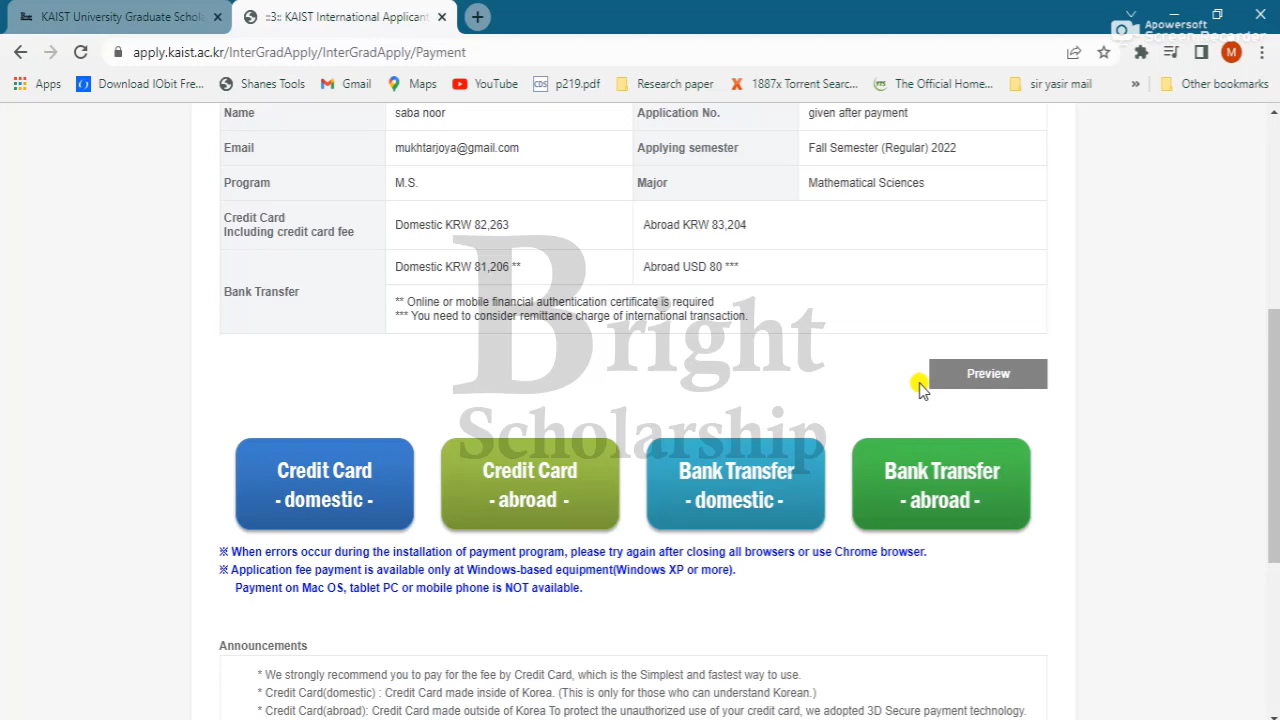 KAIST University Graduate Schola
::3:: KAIST International Applicant
Apowersoft
Screen Recorder
apply.kaist.ac.kr/InterGradApply/InterGradApply/Payment
M
Apps
Download IObit Fre...
Shanes Tools
Gmail
Maps
YouTube
CDS
p219.pdf
Research paper
1887x Torrent Searc...
The Official Home...
sir yasir mail
»
Other bookmarks
Name saba noor Application No. given after payment
Email mukhtarjoya@gmail.com Applying semester Fall Semester (Regular) 2022
Program M.S. Major Mathematical Sciences
Credit Card
Including credit card fee
Domestic KRW 82,263 Abroad KRW 83,204
Bank Transfer
Domestic KRW 81,206 ** Abroad USD 80 ***
** Online or mobile financial authentication certificate is required
*** You need to consider remittance charge of international transaction.
Bright
Scholarship
Preview
Credit Card
- domestic -
Credit Card
- abroad -
Bank Transfer
- domestic -
Bank Transfer
- abroad -
※ When errors occur during the installation of payment program, please try again after closing all browsers or use Chrome browser.
※ Application fee payment is available only at Windows-based equipment(Windows XP or more).
Payment on Mac OS, tablet PC or mobile phone is NOT available.
Announcements
* We strongly recommend you to pay for the fee by Credit Card, which is the Simplest and fastest way to use.
* Credit Card(domestic) : Credit Card made inside of Korea. (This is only for those who can understand Korean.)
* Credit Card(abroad): Credit Card made outside of Korea To protect the unauthorized use of your credit card, we adopted 3D Secure payment technology.